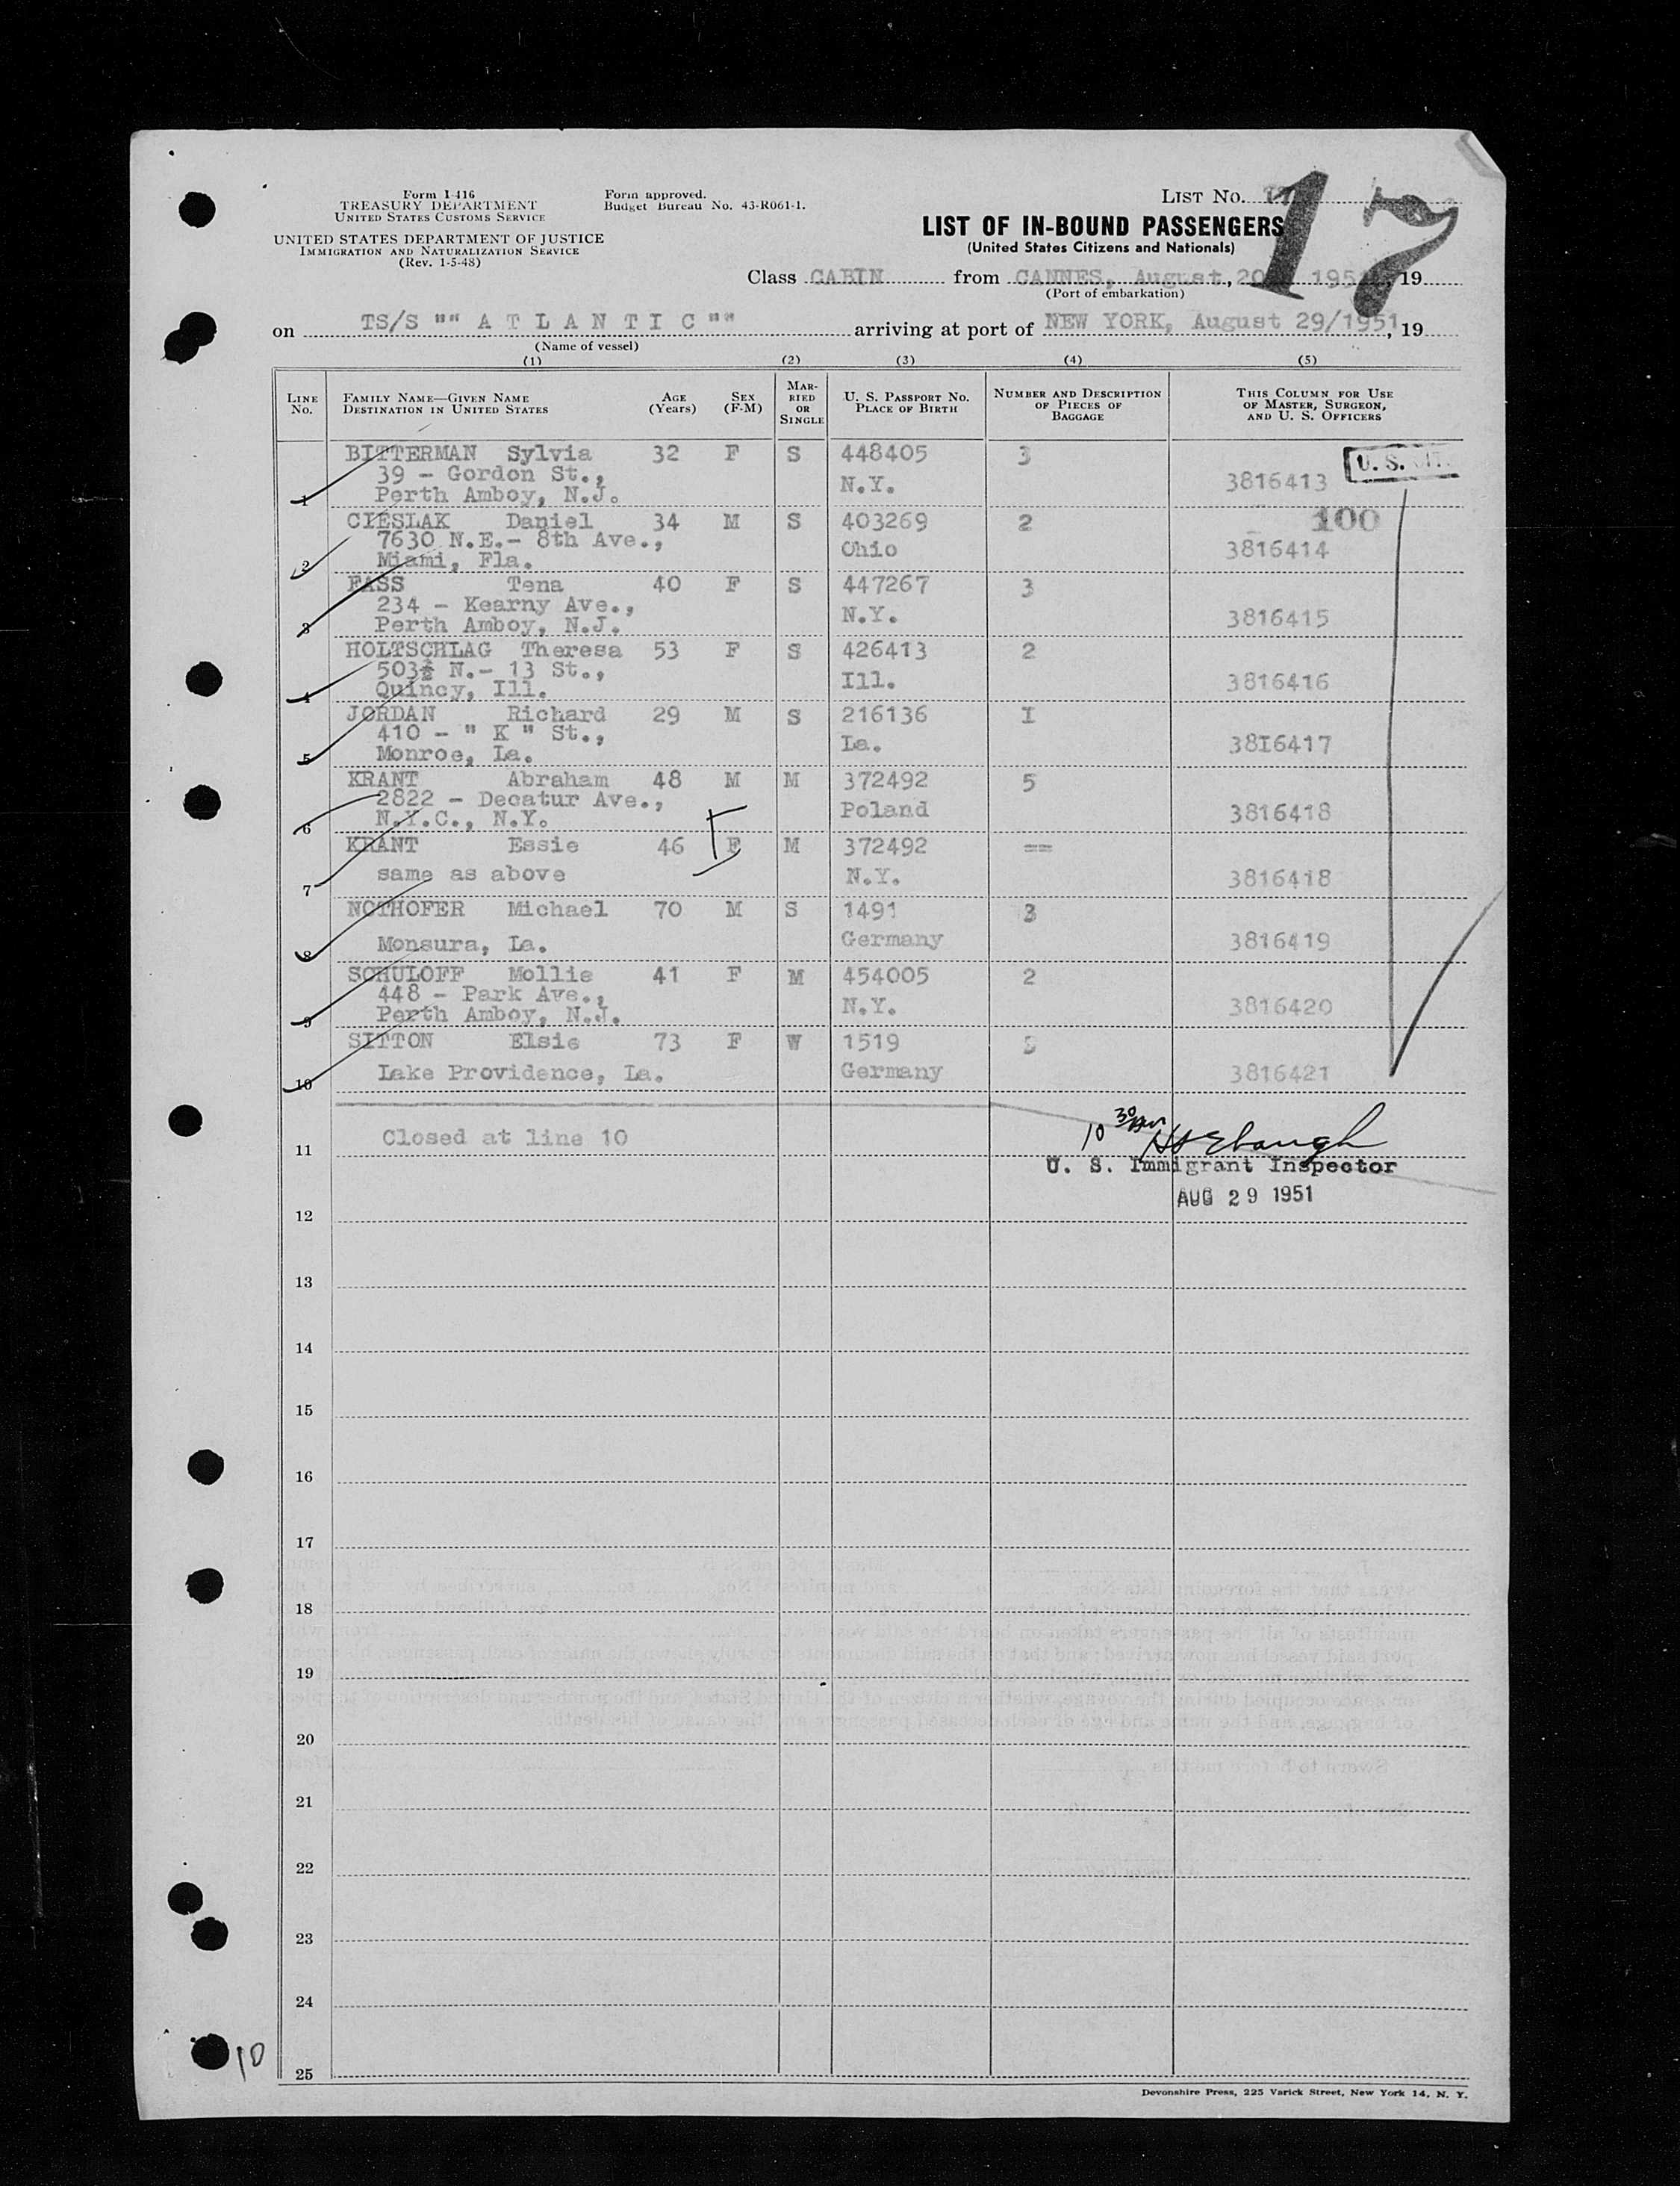 Form I-416
TREASURY DEPARTMENT
UNITED STATES CUSTOMS SERVICE
UNITED STATES DEPARTMENT OF JUSTICE
IMMIGRATION AND NATURALIZATION SERVICE
(Rev. 1-5-48)
Form approved.
Budget Bureau No. 43-R061-1.
LIST No.
17
LIST OF IN-BOUND PASSENGERS
(United States Citizens and Nationals)
Class CABIN from CANNES, August, 20 1951, 19
(Port of embarkation)
on TS/S "" A T L A N T I C "" arriving at port of NEW YORK, August 29/1951, 19
(Name of vessel)
(1) (2) (3) (4) (5)
LINE No. FAMILY NAME—GIVEN NAME DESTINATION IN UNITED STATES AGE (Years) SEX (F-M) MARRIED OR SINGLE U. S. PASSPORT No. PLACE OF BIRTH NUMBER AND DESCRIPTION OF PIECES OF BAGGAGE THIS COLUMN FOR USE OF MASTER, SURGEON, AND U. S. OFFICERS
BITTERMAN Sylvia 32 F S 448405 3 U. S.
39 - Gordon St., N.Y. 3816413
1 Perth Amboy, N.J.
CIESLAK Daniel 34 M S 403269 2 100
7630 N.E.- 8th Ave., Ohio 3816414
2 Miami, Fla.
FASS Tena 40 F S 447267 3
234 - Kearny Ave., N.Y. 3816415
3 Perth Amboy, N.J.
HOLTSCHLAG Theresa 53 F S 426413 2
503½ N.- 13 St., Ill. 3816416
4 Quincy, Ill.
JORDAN Richard 29 M S 216136 I
410 - " K " St., La. 38I6417
5 Monroe, La.
KRANT Abraham 48 M M 372492 5
2822 - Decatur Ave., Poland 3816418
6 N.Y.C., N.Y.
KRANT Essie 46 F M 372492 ==
7 same as above N.Y. 3816418
NOTHOFER Michael 70 M S 1491 3
8 Monsura, La. Germany 3816419
SCHULOFF Mollie 41 F M 454005 2
448 - Park Ave., N.Y. 3816420
9 Perth Amboy, N.J.
SITTON Elsie 73 F W 1519
10 Lake Providence, La. Germany 3816421
11 Closed at line 10
10 30
U. S. Immigrant Inspector
AUG 29 1951
12
13
14
15
16
17
18
19
20
21
22
23
24
25
10
Devonshire Press, 225 Varick Street, New York 14, N. Y.